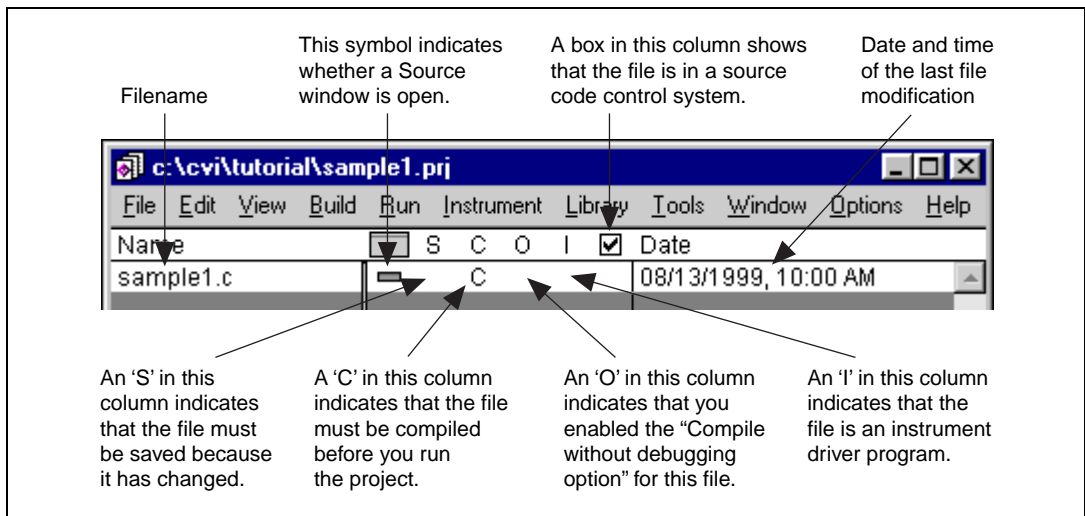 Filename
This symbol indicates
whether a Source
window is open.
A box in this column shows
that the file is in a source
code control system.
Date and time
of the last file
modification
c:\cvi\tutorial\sample1.prj
File Edit View Build Run Instrument Library Tools Window Options Help
Name S C O I Date
sample1.c C 08/13/1999, 10:00 AM
An ‘S’ in this
column indicates
that the file must
be saved because
it has changed.
A ‘C’ in this column
indicates that the file
must be compiled
before you run
the project.
An ‘O’ in this column
indicates that you
enabled the “Compile
without debugging
option” for this file.
An ‘I’ in this column
indicates that the
file is an instrument
driver program.